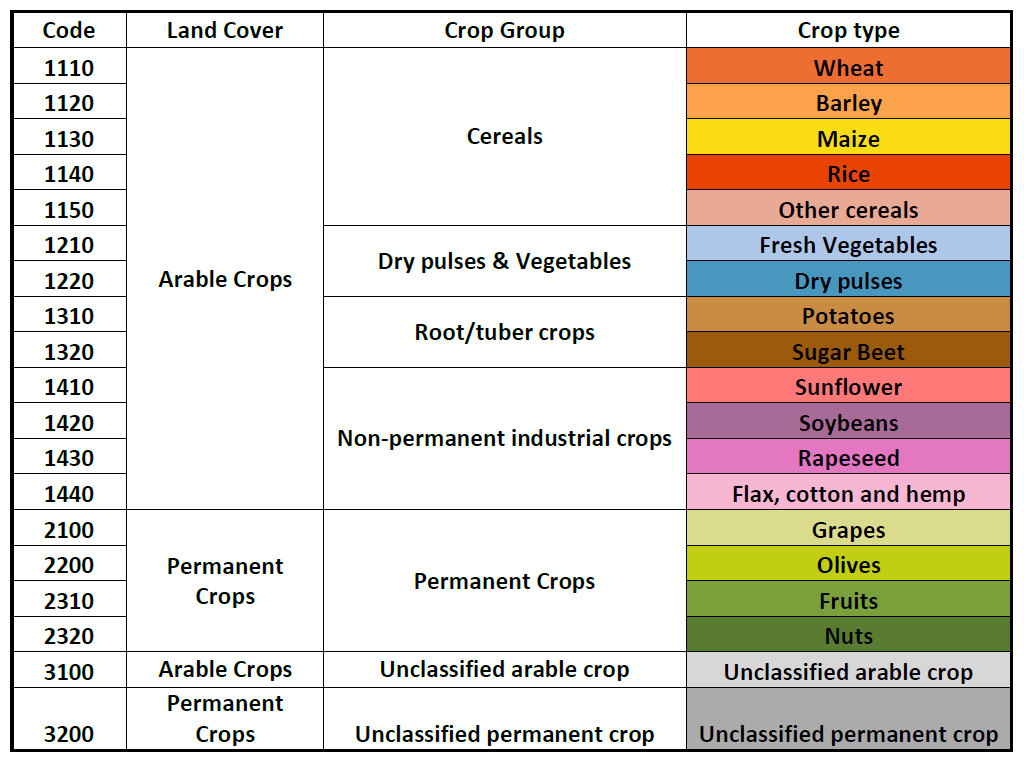 Code Land Cover Crop Group Crop type
1110 Wheat
1120 Barley
1130 Cereals Maize
1140 Rice
1150 Other cereals
1210 Fresh Vegetables
Dry pulses & Vegetables
1220 Arable Crops Dry pulses
1310 Potatoes
Root/tuber crops
1320 Sugar Beet
1410 Sunflower
1420 Soybeans
Non-permanent industrial crops
1430 Rapeseed
1440 Flax, cotton and hemp
2100 Grapes
2200 Permanent Olives
Permanent Crops
2310 Crops Fruits
2320 Nuts
3100 Arable Crops Unclassified arable crop Unclassified arable crop
Permanent
3200 Crops Unclassified permanent crop Unclassified permanent crop